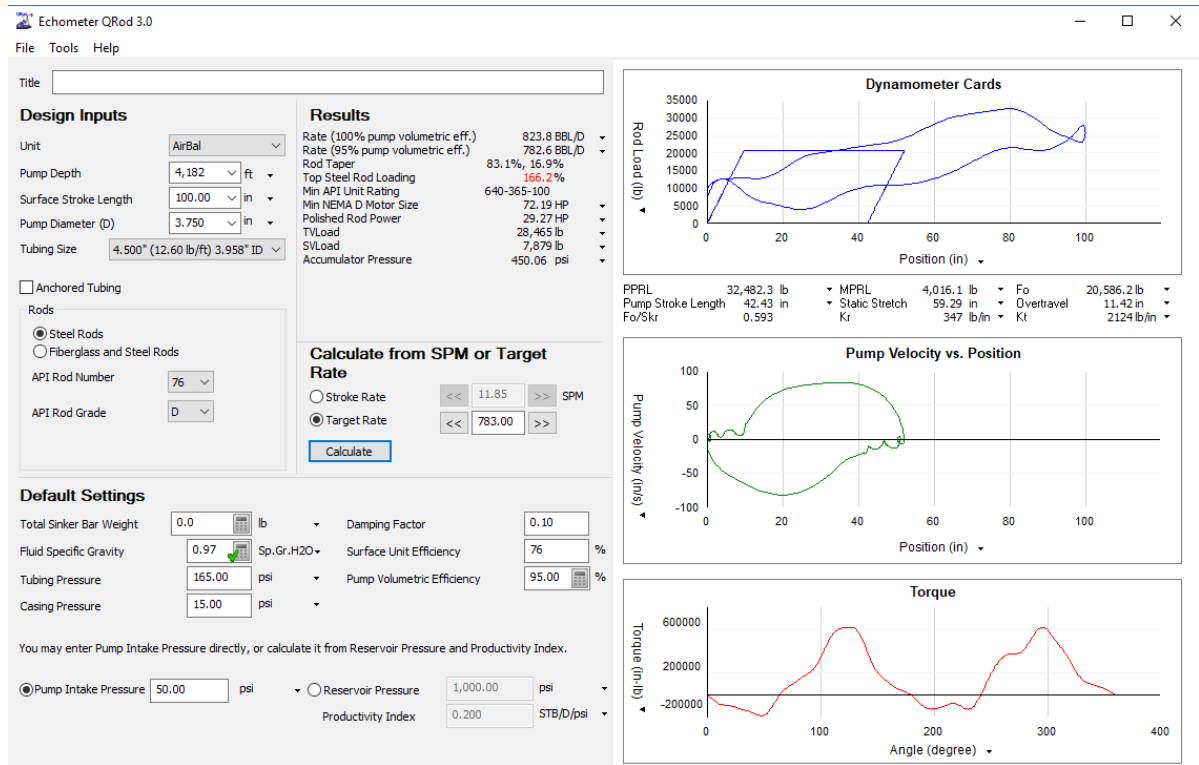 Echometer QRod 3.0
File Tools Help
Title
Design Inputs
Unit AirBal
Pump Depth 4,182 ft
Surface Stroke Length 100.00 in
Pump Diameter (D) 3.750 in
Tubing Size 4.500" (12.60 lb/ft) 3.958" ID
Anchored Tubing
Rods
Steel Rods
Fiberglass and Steel Rods
API Rod Number 76
API Rod Grade D
Results
Rate (100% pump volumetric eff.) 823.8 BBL/D
Rate (95% pump volumetric eff.) 782.6 BBL/D
Rod Taper 83.1%, 16.9%
Top Steel Rod Loading 166.2%
Min API Unit Rating 640-365-100
Min NEMA D Motor Size 72.19 HP
Polished Rod Power 29.27 HP
TVLoad 28,465 lb
SVLoad 7,879 lb
Accumulator Pressure 450.06 psi
Calculate from SPM or Target
Rate
Stroke Rate << 11.85 >> SPM
Target Rate << 783.00 >>
Calculate
Default Settings
Total Sinker Bar Weight 0.0 lb
Fluid Specific Gravity 0.97 Sp.Gr.H2O
Tubing Pressure 165.00 psi
Casing Pressure 15.00 psi
Damping Factor 0.10
Surface Unit Efficiency 76 %
Pump Volumetric Efficiency 95.00 %
You may enter Pump Intake Pressure directly, or calculate it from Reservoir Pressure and Productivity Index.
Pump Intake Pressure 50.00 psi
Reservoir Pressure 1,000.00 psi
Productivity Index 0.200 STB/D/psi
Dynamometer Cards
Rod Load (lb)
35000
30000
25000
20000
15000
10000
5000
0
0 20 40 60 80 100
Position (in)
PPRL 32,482.3 lb MPRL 4,016.1 lb Fo 20,586.2 lb
Pump Stroke Length 42.43 in Static Stretch 59.29 in Overtravel 11.42 in
Fo/Skr 0.593 Kr 347 lb/in Kt 2124 lb/in
Pump Velocity vs. Position
Pump Velocity (in/s)
100
50
0
-50
-100
0 20 40 60 80 100
Position (in)
Torque
Torque (in-lb)
600000
200000
-200000
0 100 200 300 400
Angle (degree)